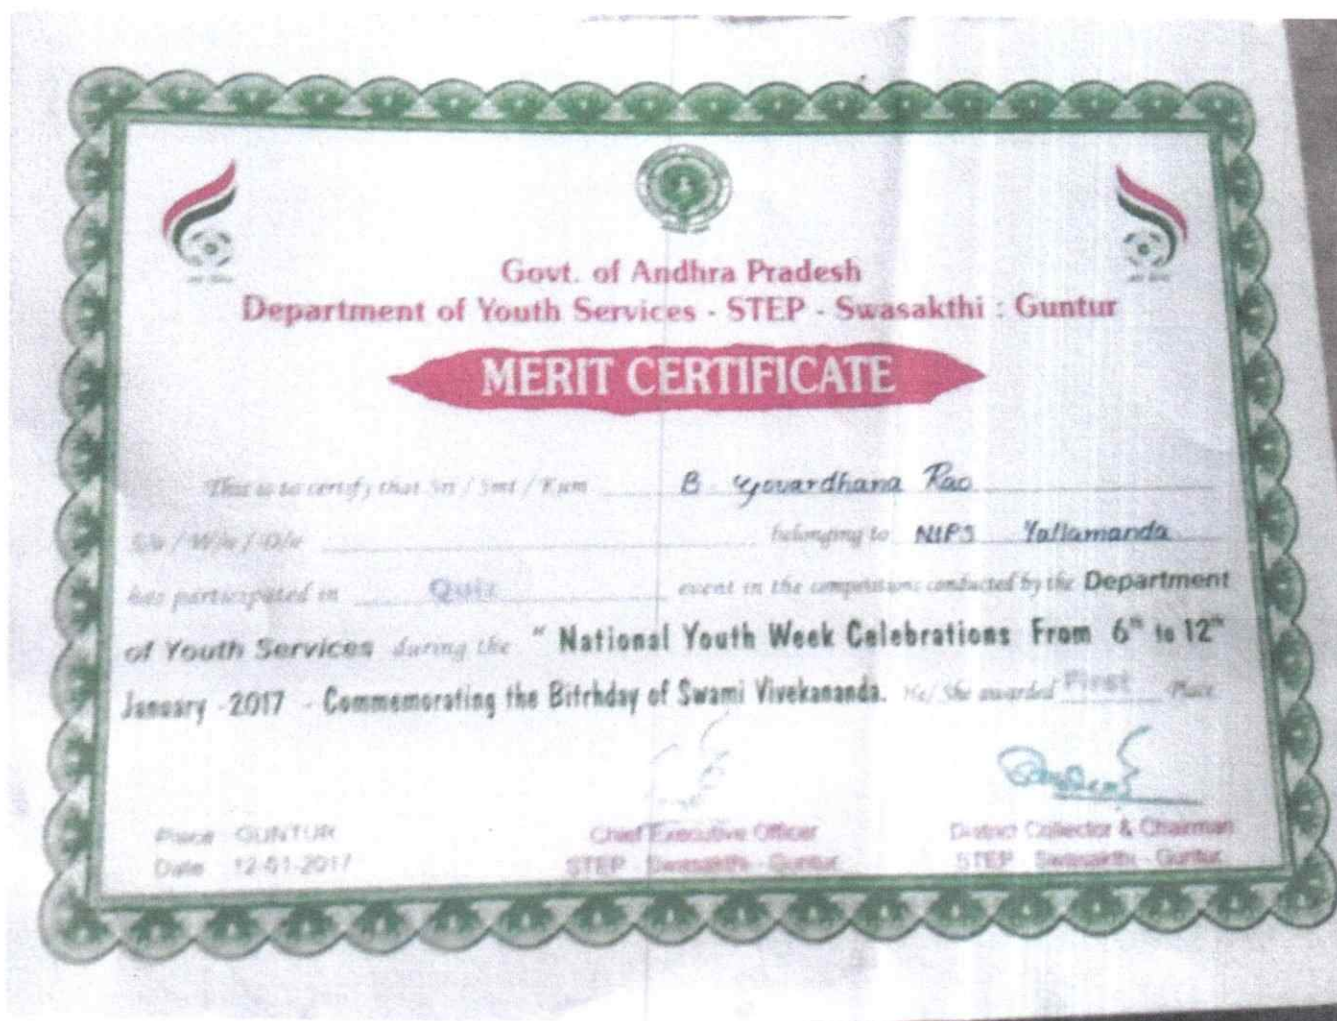 Govt. of Andhra Pradesh
Department of Youth Services - STEP - Swasakthi : Guntur
MERIT CERTIFICATE
This is to certify that Sri / Smt / Kum B. Govardhana Rao
S/o / W/o / D/o belonging to NIPS Yallamanda
has participated in Quiz event in the competitions conducted by the Department
of Youth Services during the " National Youth Week Celebrations From 6th to 12th
January - 2017 - Commemorating the Bitrhday of Swami Vivekananda. He/ She awarded First Place
Place GUNTUR
Date 12-01-2017
Chief Executive Officer
STEP - Swasakthi - Guntur
District Collector & Chairman
STEP - Swasakthi - Guntur